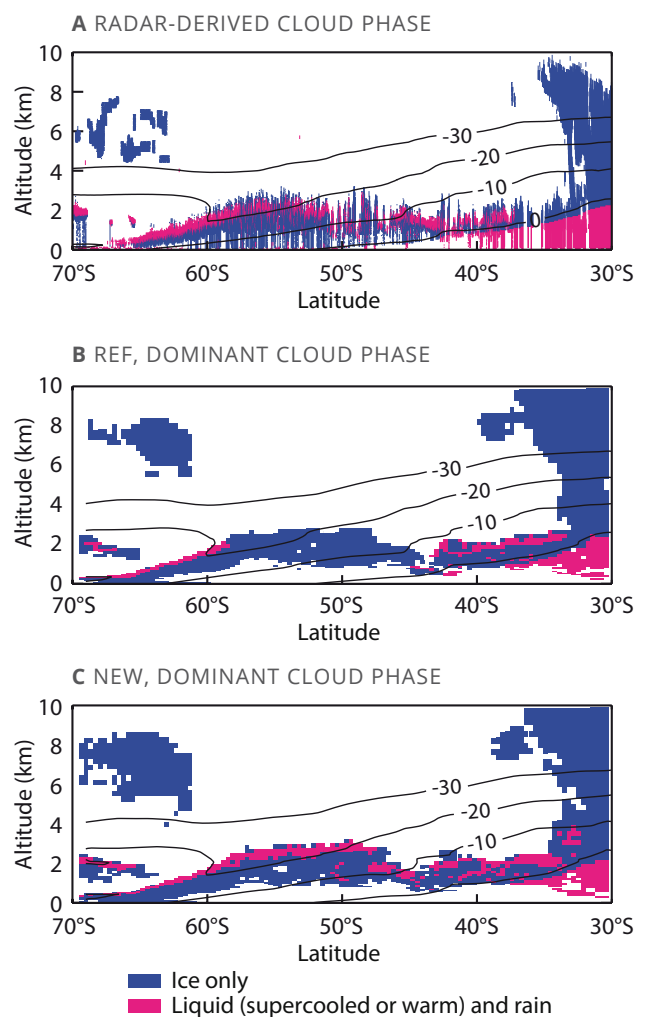 A RADAR-DERIVED CLOUD PHASE
10
8
6
4
2
0
Altitude (km)
-30
-20
-10
0
70°S 60°S 50°S 40°S 30°S
Latitude
B REF, DOMINANT CLOUD PHASE
10
8
6
4
2
0
Altitude (km)
-30
-20
-10
70°S 60°S 50°S 40°S 30°S
Latitude
C NEW, DOMINANT CLOUD PHASE
10
8
6
4
2
0
Altitude (km)
-30
-20
-10
70°S 60°S 50°S 40°S 30°S
Latitude
Ice only
Liquid (supercooled or warm) and rain